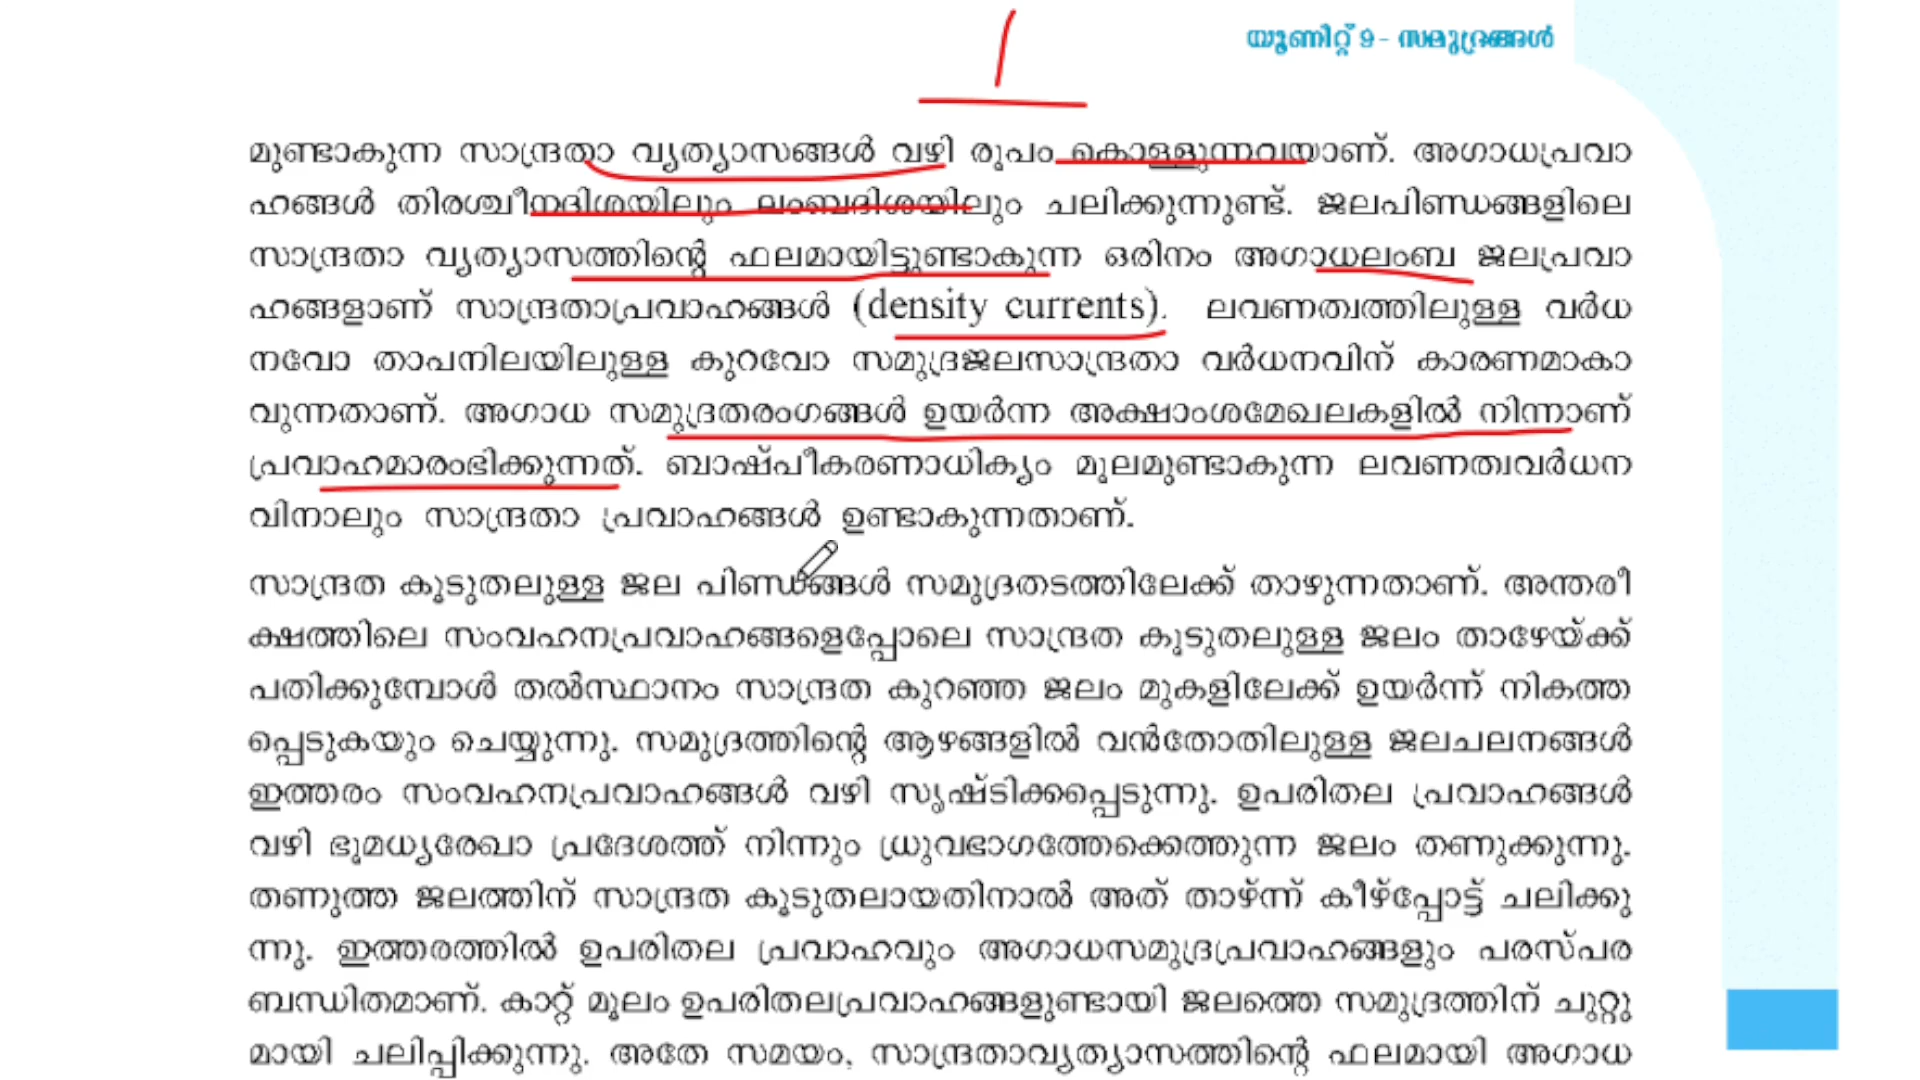 യൂണിറ്റ് 9 - സമുദ്രങ്ങൾ
മുണ്ടാകുന്ന സാന്ദ്രതാ വ്യത്യാസങ്ങൾ വഴി രൂപം കൊള്ളുന്നവയാണ്. അഗാധപ്രവാ
ഹങ്ങൾ തിരശ്ചീനദിശയിലും ലംബദിശയിലും ചലിക്കുന്നുണ്ട്. ജലപിണ്ഡങ്ങളിലെ
സാന്ദ്രതാ വ്യത്യാസത്തിന്റെ ഫലമായിട്ടുണ്ടാകുന്ന ഒരിനം അഗാധലംബ ജലപ്രവാ
ഹങ്ങളാണ് സാന്ദ്രതാപ്രവാഹങ്ങൾ (density currents). ലവണത്വത്തിലുള്ള വർധ
നവോ താപനിലയിലുള്ള കുറവോ സമുദ്രജലസാന്ദ്രതാ വർധനവിന് കാരണമാകാ
വുന്നതാണ്. അഗാധ സമുദ്രതരംഗങ്ങൾ ഉയർന്ന അക്ഷാംശമേഖലകളിൽ നിന്നാണ്
പ്രവാഹമാരംഭിക്കുന്നത്. ബാഷ്പീകരണാധിക്യം മൂലമുണ്ടാകുന്ന ലവണത്വവർധന
വിനാലും സാന്ദ്രതാ പ്രവാഹങ്ങൾ ഉണ്ടാകുന്നതാണ്.
സാന്ദ്രത കൂടുതലുള്ള ജല പിണ്ഡങ്ങൾ സമുദ്രതടത്തിലേക്ക് താഴുന്നതാണ്. അന്തരീ
ക്ഷത്തിലെ സംവഹനപ്രവാഹങ്ങളെപ്പോലെ സാന്ദ്രത കൂടുതലുള്ള ജലം താഴേയ്ക്ക്
പതിക്കുമ്പോൾ തൽസ്ഥാനം സാന്ദ്രത കുറഞ്ഞ ജലം മുകളിലേക്ക് ഉയർന്ന് നികത്ത
പ്പെടുകയും ചെയ്യുന്നു. സമുദ്രത്തിന്റെ ആഴങ്ങളിൽ വൻതോതിലുള്ള ജലചലനങ്ങൾ
ഇത്തരം സംവഹനപ്രവാഹങ്ങൾ വഴി സൃഷ്ടിക്കപ്പെടുന്നു. ഉപരിതല പ്രവാഹങ്ങൾ
വഴി ഭൂമധ്യരേഖാ പ്രദേശത്ത് നിന്നും ധ്രുവഭാഗത്തേക്കെത്തുന്ന ജലം തണുക്കുന്നു.
തണുത്ത ജലത്തിന് സാന്ദ്രത കൂടുതലായതിനാൽ അത് താഴ്ന്ന് കീഴ്പ്പോട്ട് ചലിക്കു
ന്നു. ഇത്തരത്തിൽ ഉപരിതല പ്രവാഹവും അഗാധസമുദ്രപ്രവാഹങ്ങളും പരസ്പര
ബന്ധിതമാണ്. കാറ്റ് മൂലം ഉപരിതലപ്രവാഹങ്ങളുണ്ടായി ജലത്തെ സമുദ്രത്തിന് ചുറ്റു
മായി ചലിപ്പിക്കുന്നു. അതേ സമയം, സാന്ദ്രതാവ്യത്യാസത്തിന്റെ ഫലമായി അഗാധ